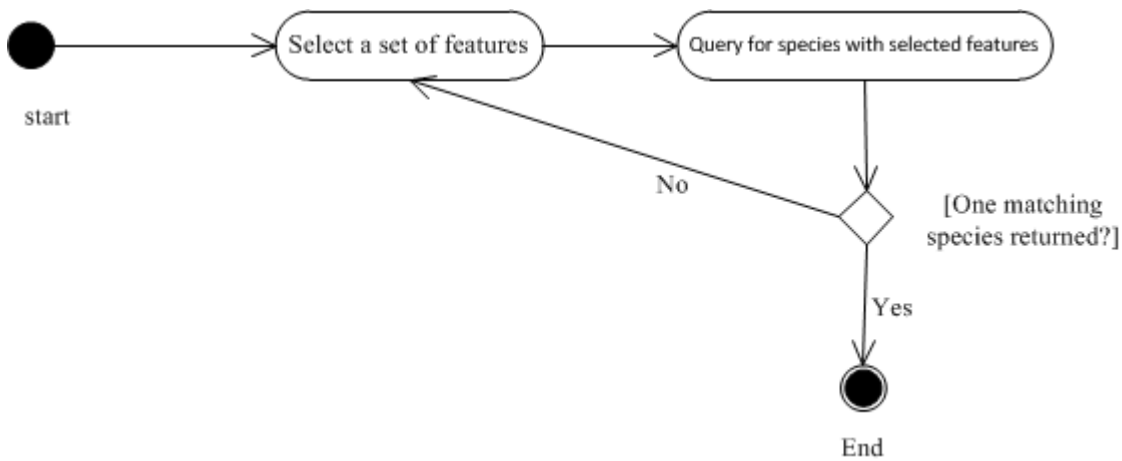 Select a set of features
Query for species with selected features
start
No
[One matching
species returned?]
Yes
End